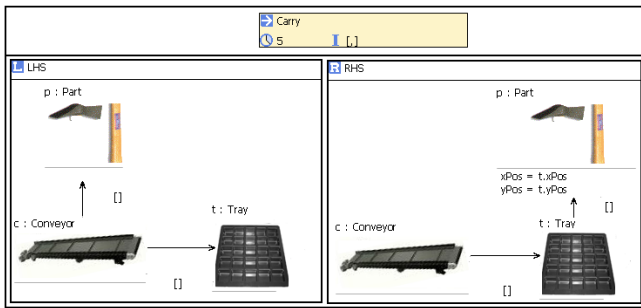 Carry
5 [,]
L LHS
p : Part
[]
c : Conveyor
t : Tray
[]
R RHS
p : Part
xPos = t.xPos
yPos = t.yPos
[]
c : Conveyor
t : Tray
[]